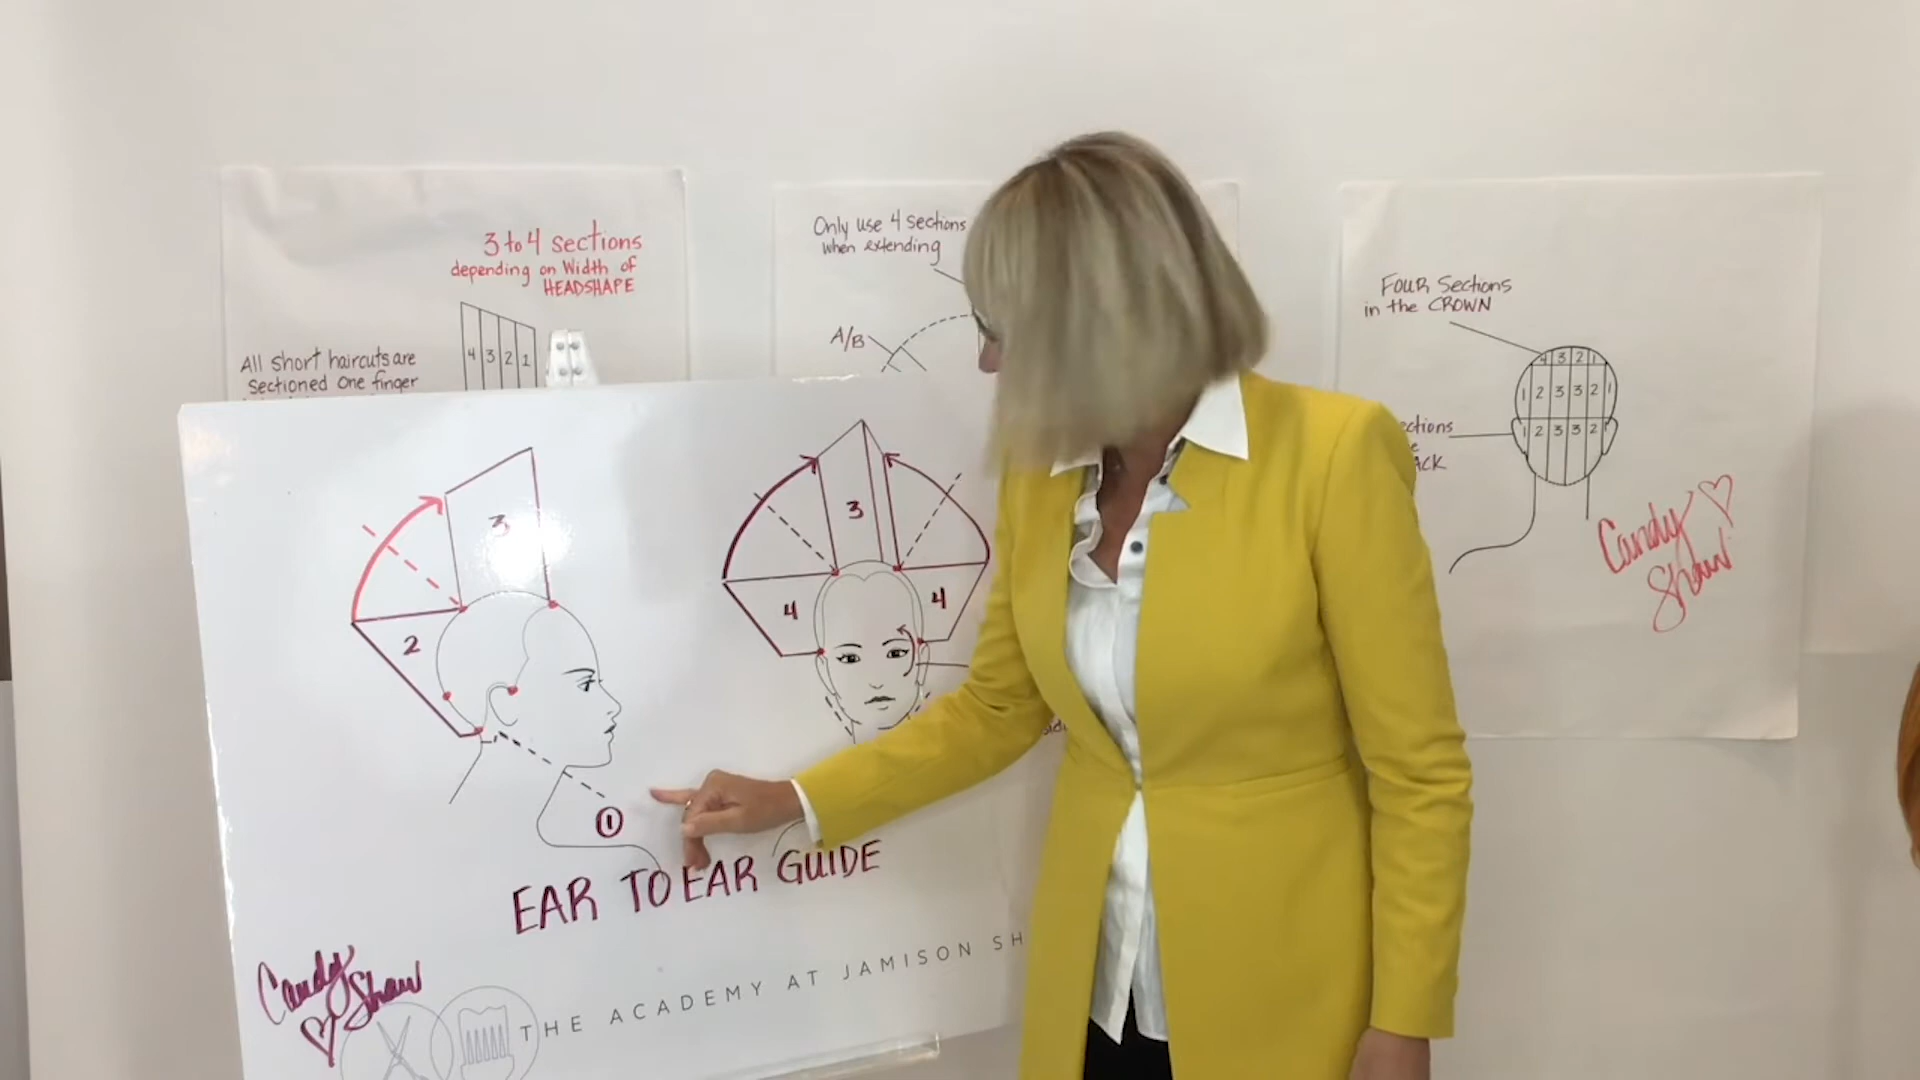 3 to 4 sections
depending on Width of
HEADSHAPE
4 3 2 1
All short haircuts are
Sectioned One finger
Only use 4 sections
when extending
A/B
FOUR Sections
in the CROWN
4 3 2 1
1 2 3 3 2 1
1 2 3 3 2
ctions
ACK
Candy
Shaw
3
2
1
3
4
4
EAR TO EAR GUIDE
Candy
Shaw
THE ACADEMY AT JAMISON SH